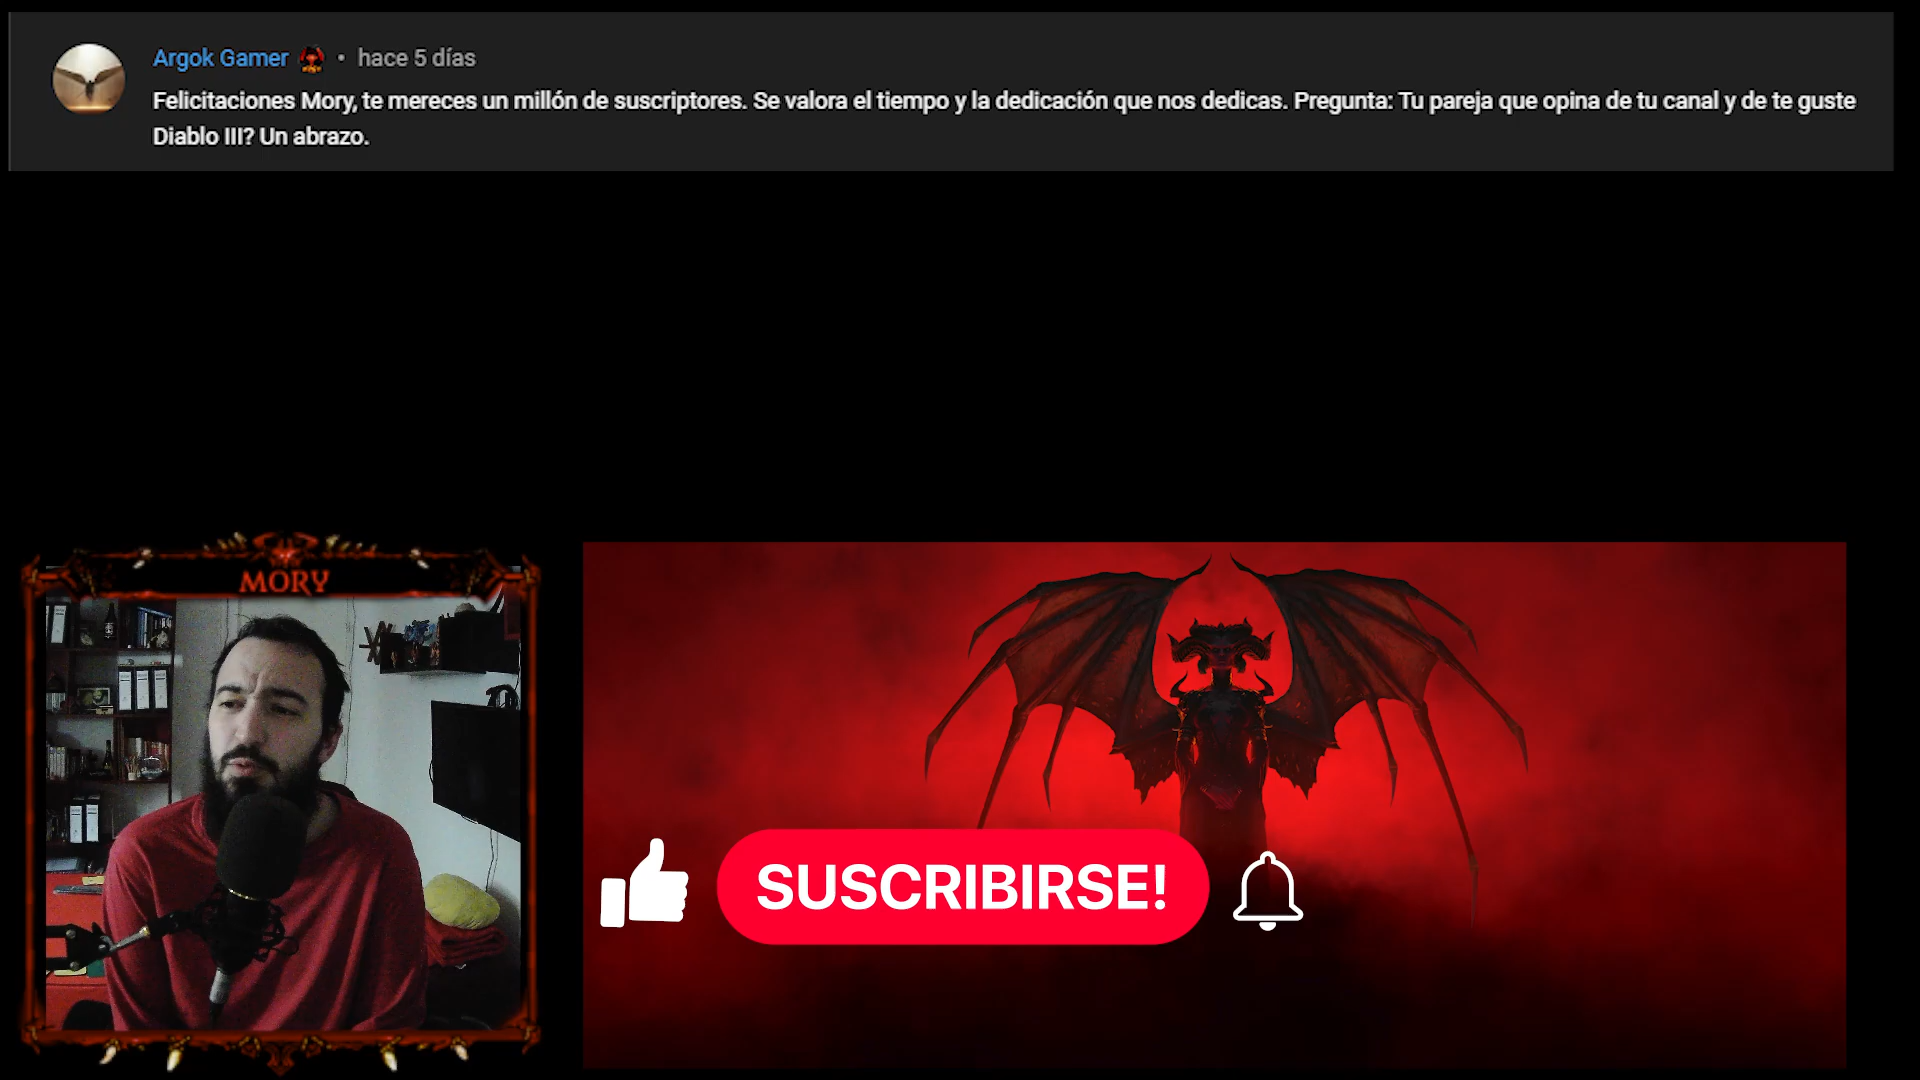 Argok Gamer • hace 5 días
Felicitaciones Mory, te mereces un millón de suscriptores. Se valora el tiempo y la dedicación que nos dedicas. Pregunta: Tu pareja que opina de tu canal y de te guste
Diablo III? Un abrazo.
MORY
SUSCRIBIRSE!